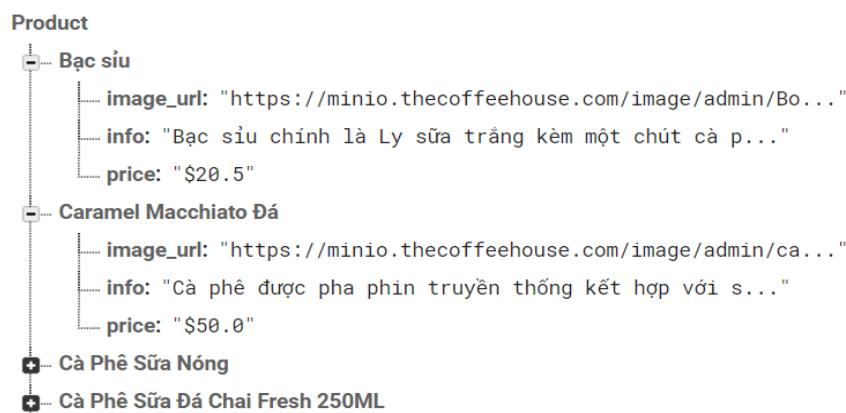 Product
Bạc sỉu
image_url: "https://minio.thecoffeehouse.com/image/admin/Bo..."
info: "Bạc sỉu chính là Ly sữa trắng kèm một chút cà p..."
price: "$20.5"
Caramel Macchiato Đá
image_url: "https://minio.thecoffeehouse.com/image/admin/ca..."
info: "Cà phê được pha phin truyền thống kết hợp với s..."
price: "$50.0"
Cà Phê Sữa Nóng
Cà Phê Sữa Đá Chai Fresh 250ML